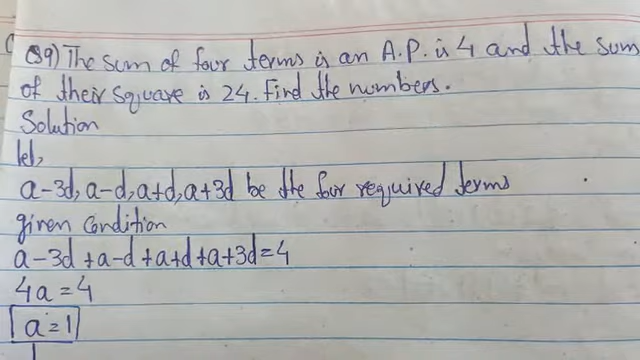 Q9) The sum of four terms is an A.P. is 4 and the sum
of their square is 24. Find the numbers.
Solution
let,
a-3d, a-d, a+d, a+3d be the four required terms
given Condition
a-3d+a-d+a+d+a+3d=4
4a=4
a=1